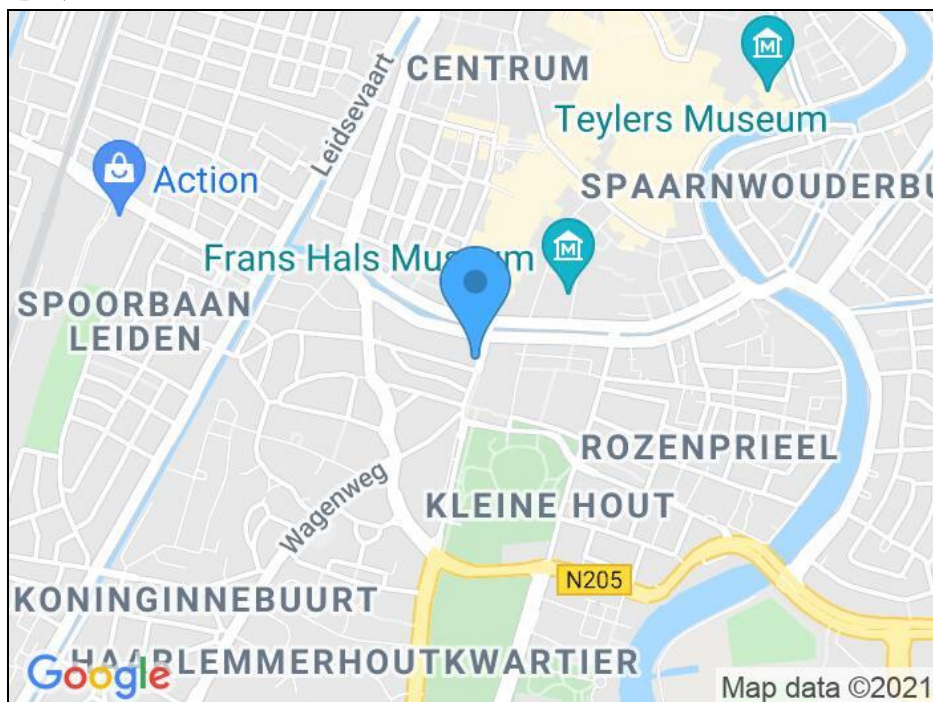 CENTRUM
Leidsevaart
Teylers Museum
Action
SPAARNWOUDERBU
Frans Hals Museum
SPOORBAAN
LEIDEN
ROZENPRIEEL
KLEINE HOUT
Wagenweg
N205
KONINGINNEBUURT
HAARLEMMERHOUTKWARTIER
Google
Map data ©2021